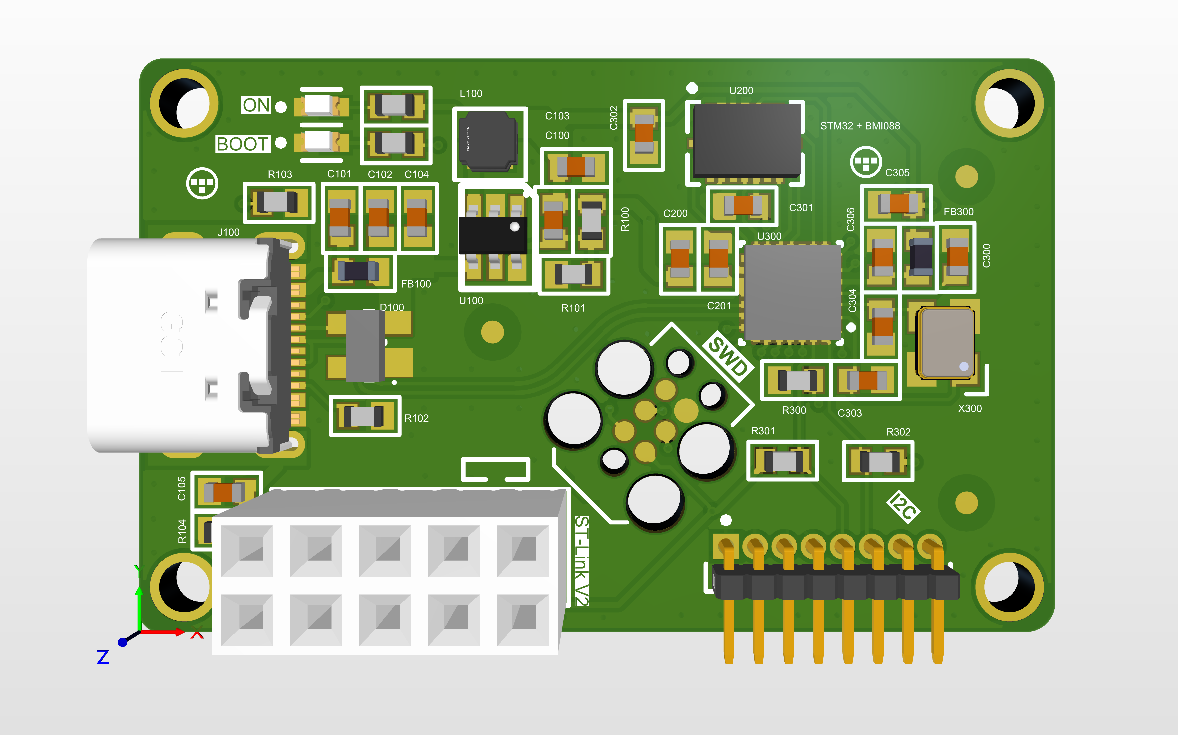 L100
U200
ON
C103
C302
STM32 + BMI088
C100
BOOT
R103
C101
C102
C104
C305
C200
C301
C306
FB300
R100
J100
U300
C300
FB100
U100
R101
D100
C201
C304
SWD
R102
R300
C303
X300
R301
R302
C105
I2C
R104
ST-Link V2
Y
X
Z